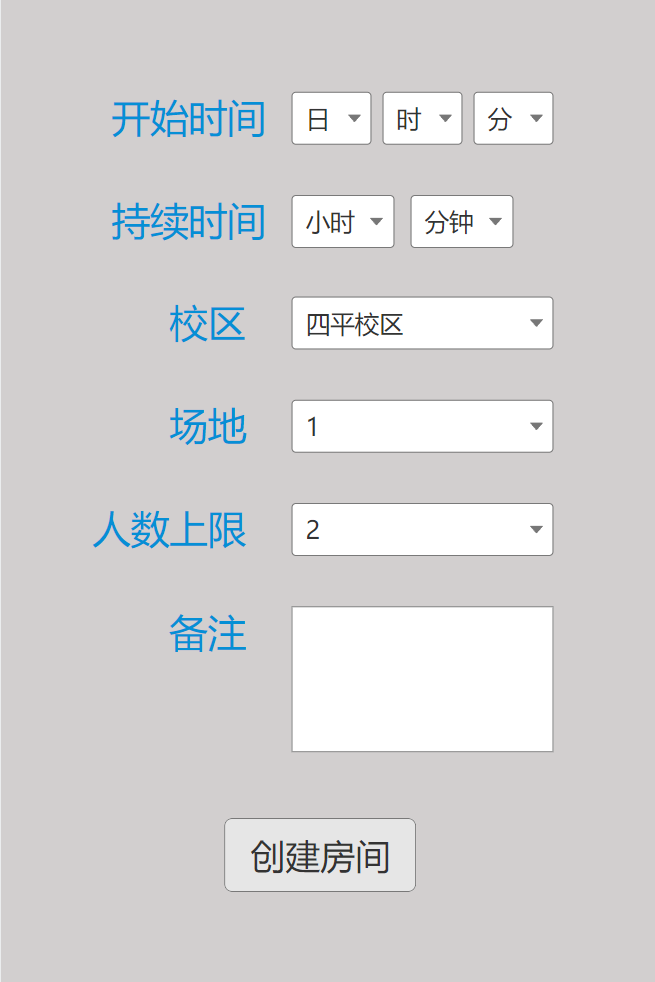 开始时间 日 时 分
持续时间 小时 分钟
校区 四平校区
场地 1
人数上限 2
备注
创建房间